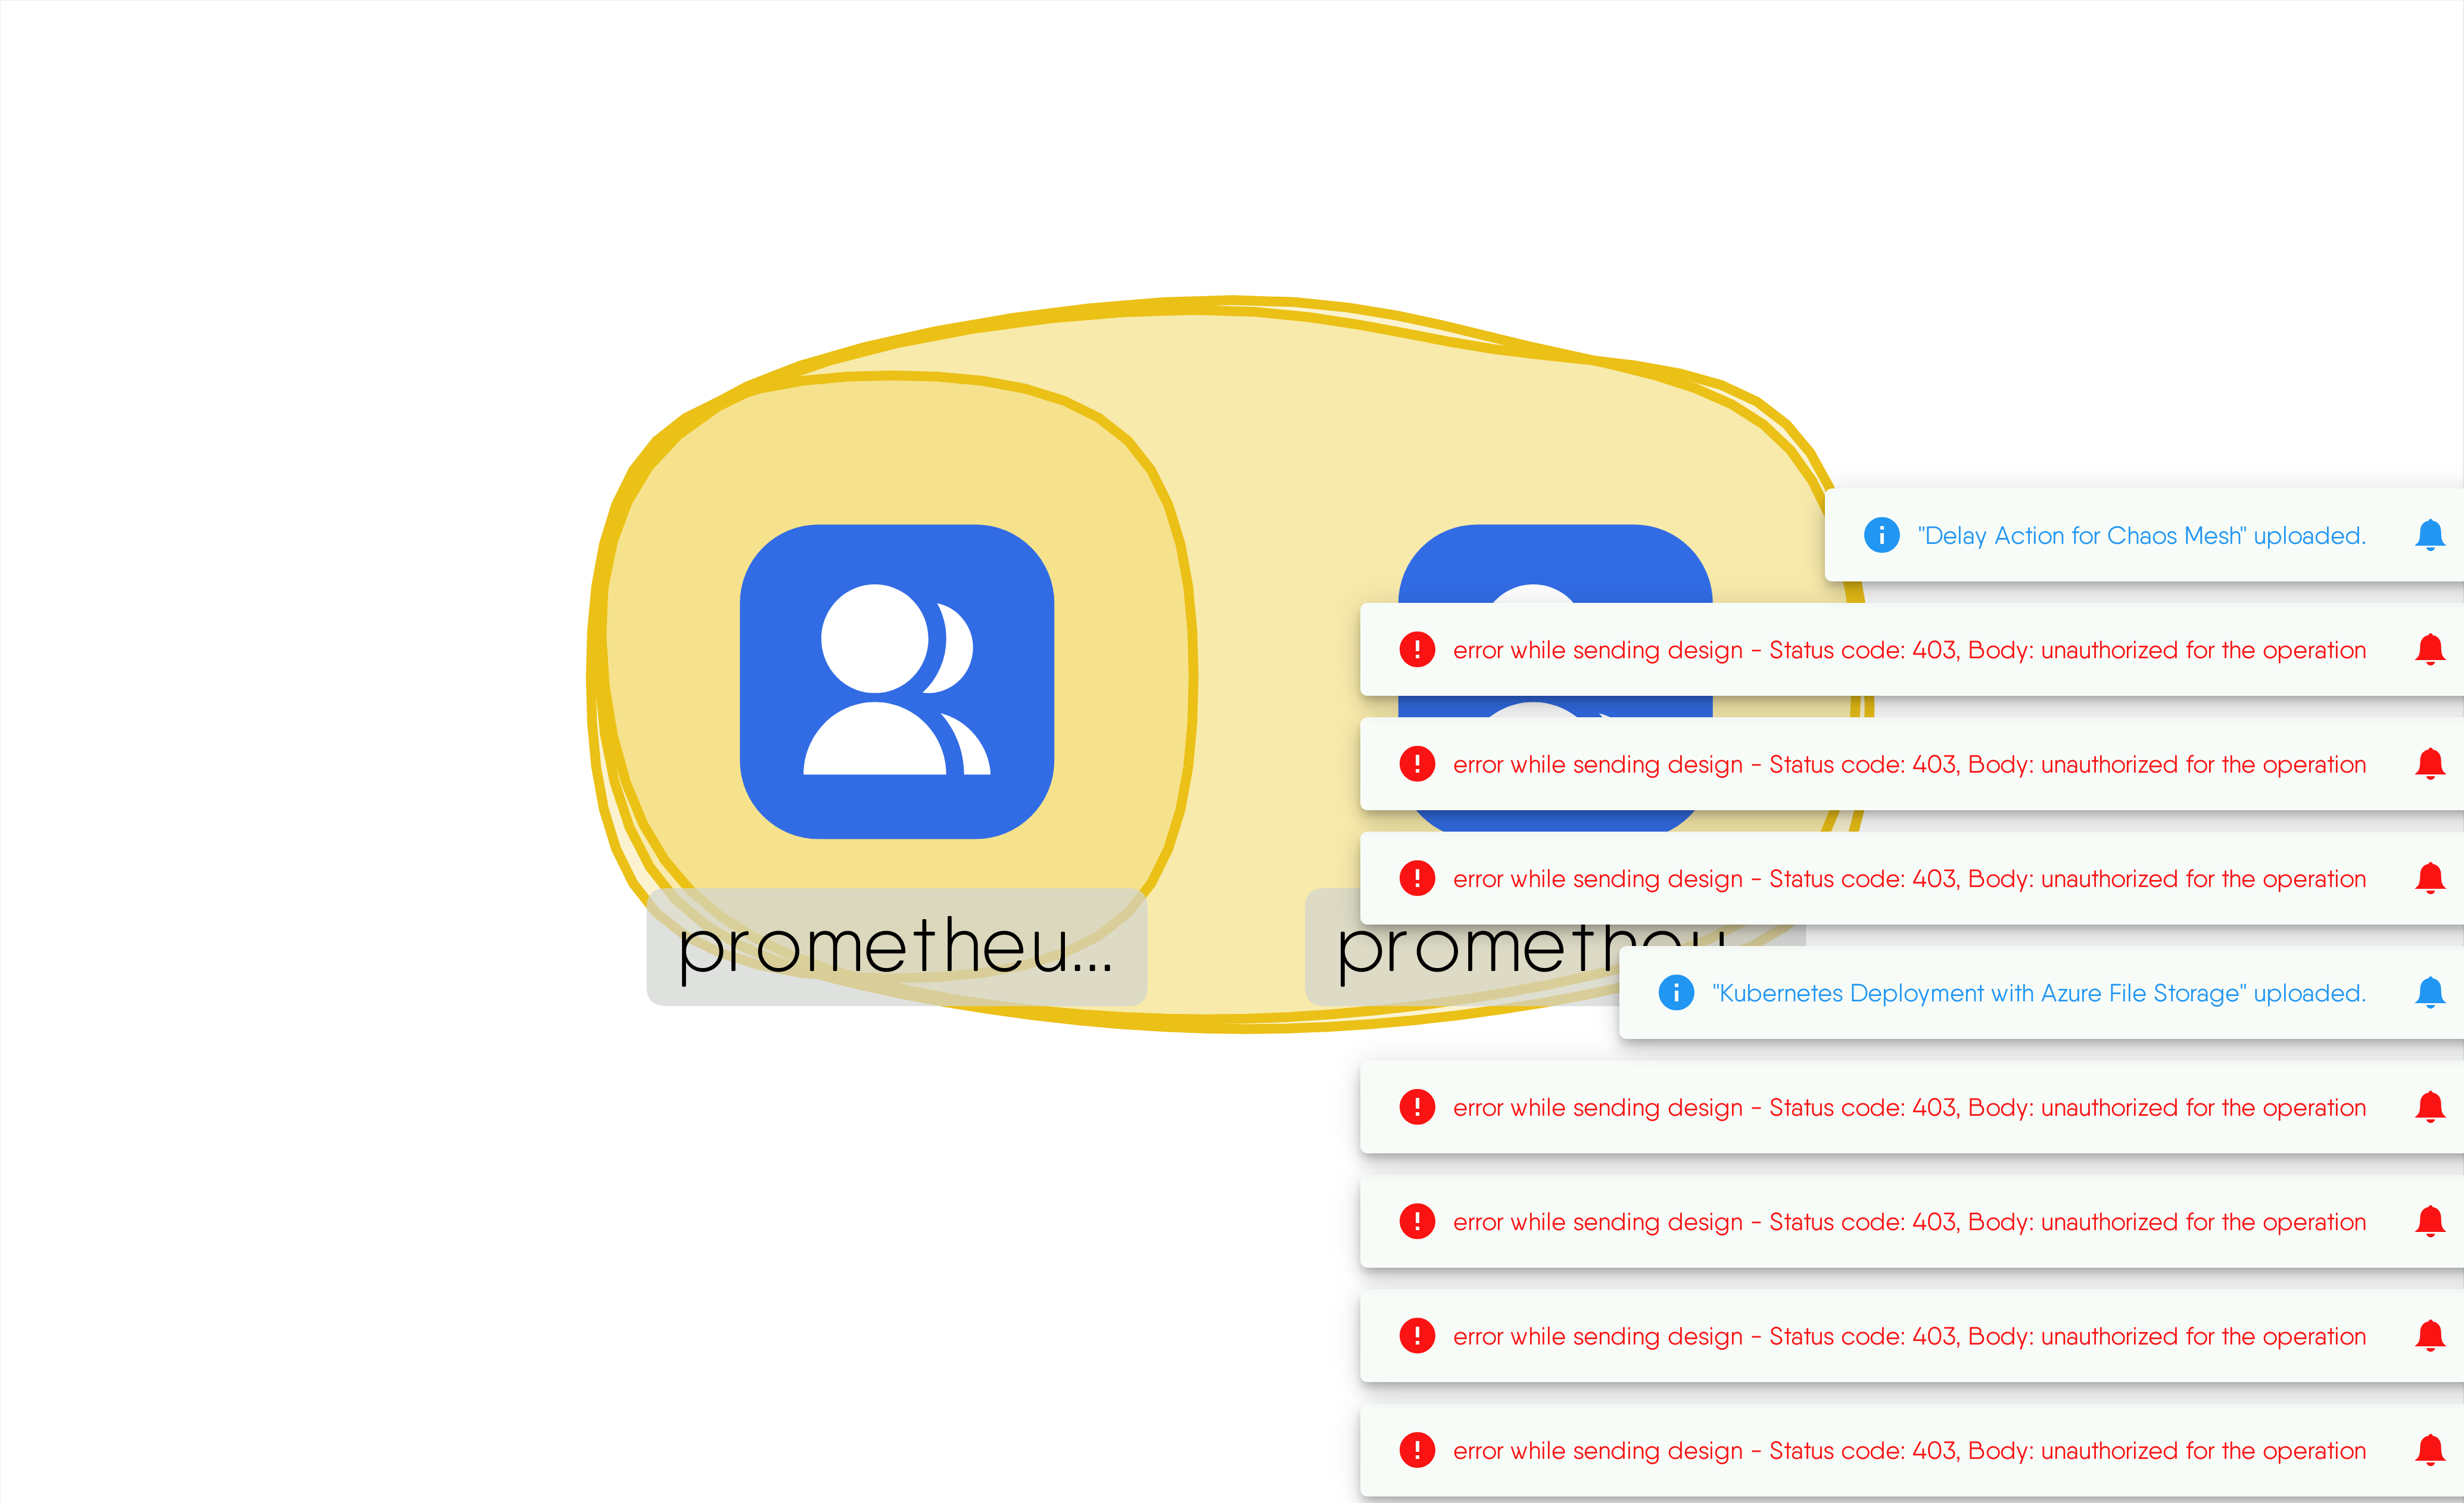 "Delay Action for Chaos Mesh" uploaded.
error while sending design - Status code: 403, Body: unauthorized for the operation
error while sending design - Status code: 403, Body: unauthorized for the operation
error while sending design - Status code: 403, Body: unauthorized for the operation
prometheu...
prometheu
"Kubernetes Deployment with Azure File Storage" uploaded.
error while sending design - Status code: 403, Body: unauthorized for the operation
error while sending design - Status code: 403, Body: unauthorized for the operation
error while sending design - Status code: 403, Body: unauthorized for the operation
error while sending design - Status code: 403, Body: unauthorized for the operation